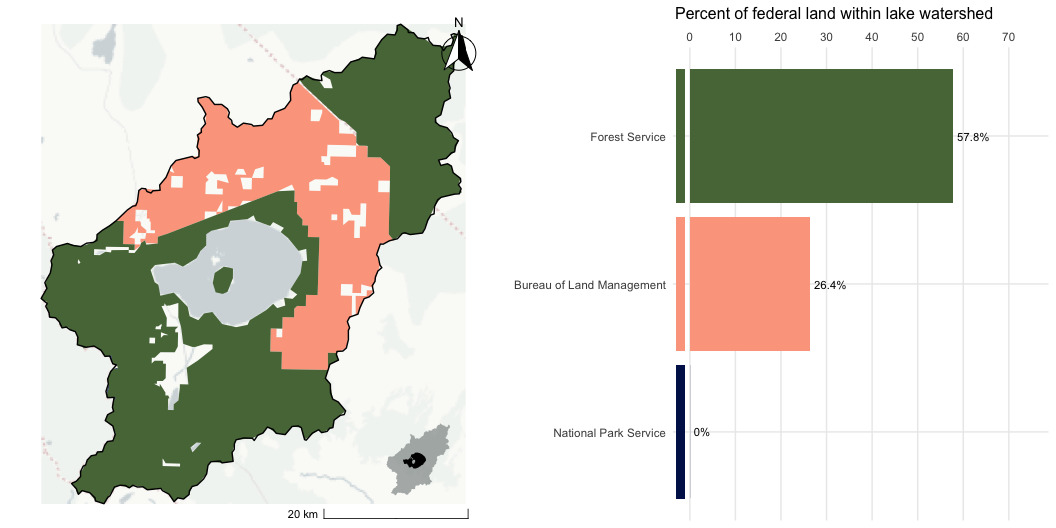 N
20 km
Percent of federal land within lake watershed
0 10 20 30 40 50 60 70
Forest Service 57.8%
Bureau of Land Management 26.4%
National Park Service 0%